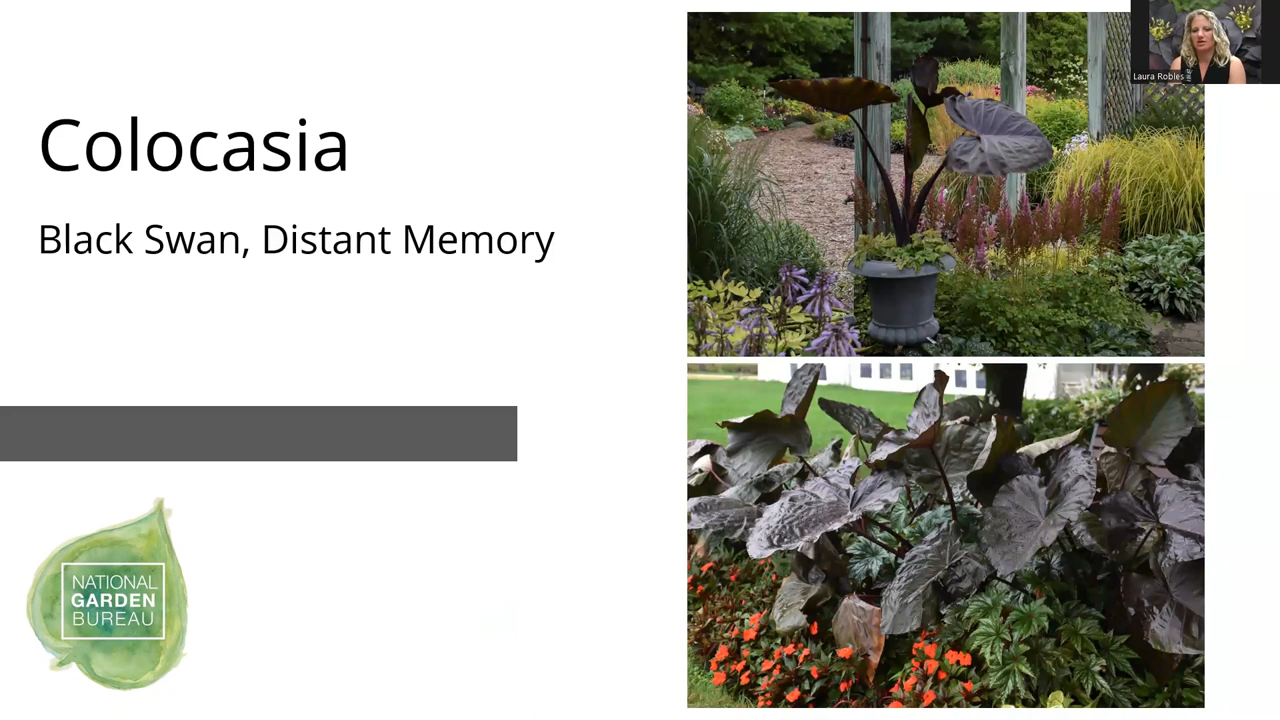 Colocasia
Black Swan, Distant Memory
NATIONAL
GARDEN
BUREAU
Laura Robles